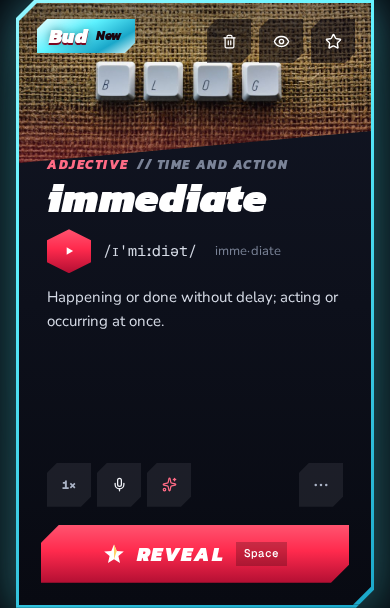 Bud New
B L O G
ADJECTIVE // TIME AND ACTION
immediate
/ɪˈmiːdiət/ imme·diate
Happening or done without delay; acting or
occurring at once.
1×
REVEAL Space